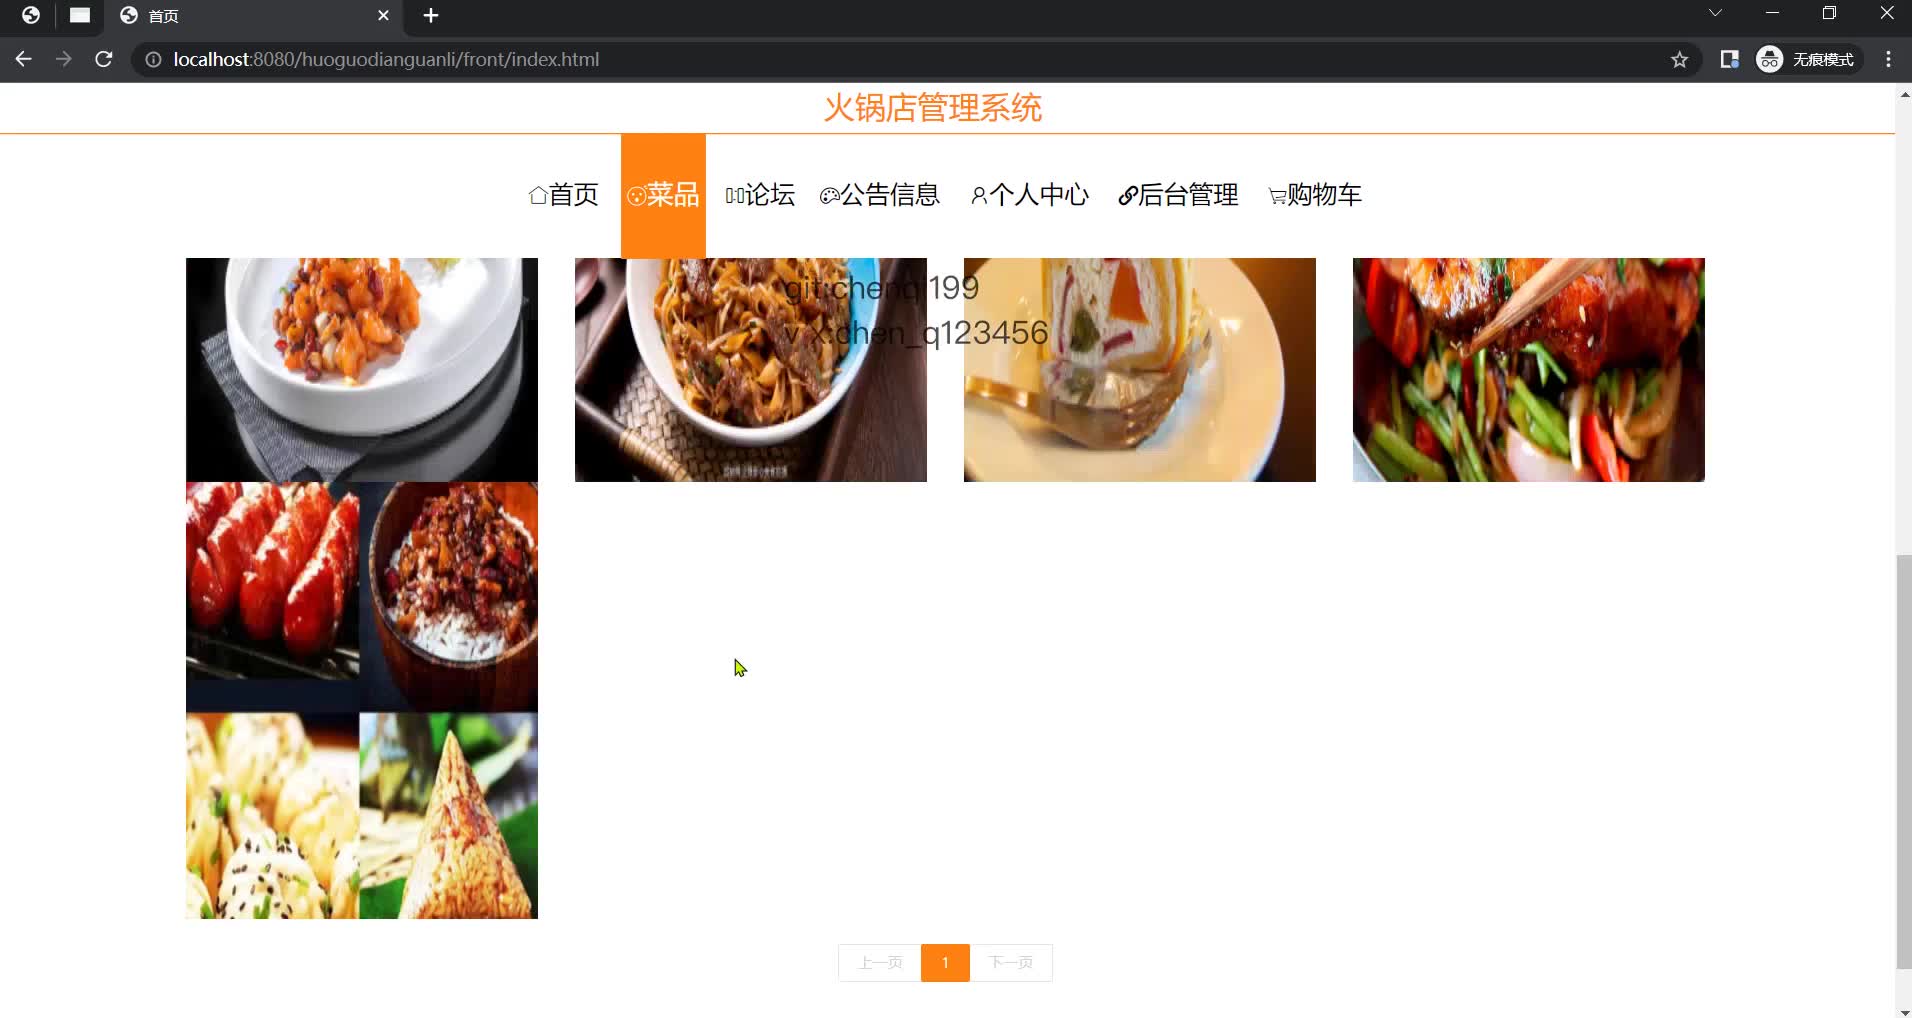 首页
localhost:8080/huoguodianguanli/front/index.html
无痕模式
火锅店管理系统
首页 菜品 论坛 公告信息 个人中心 后台管理 购物车
git:chenqi199
v x:chen_q123456
上一页 1 下一页